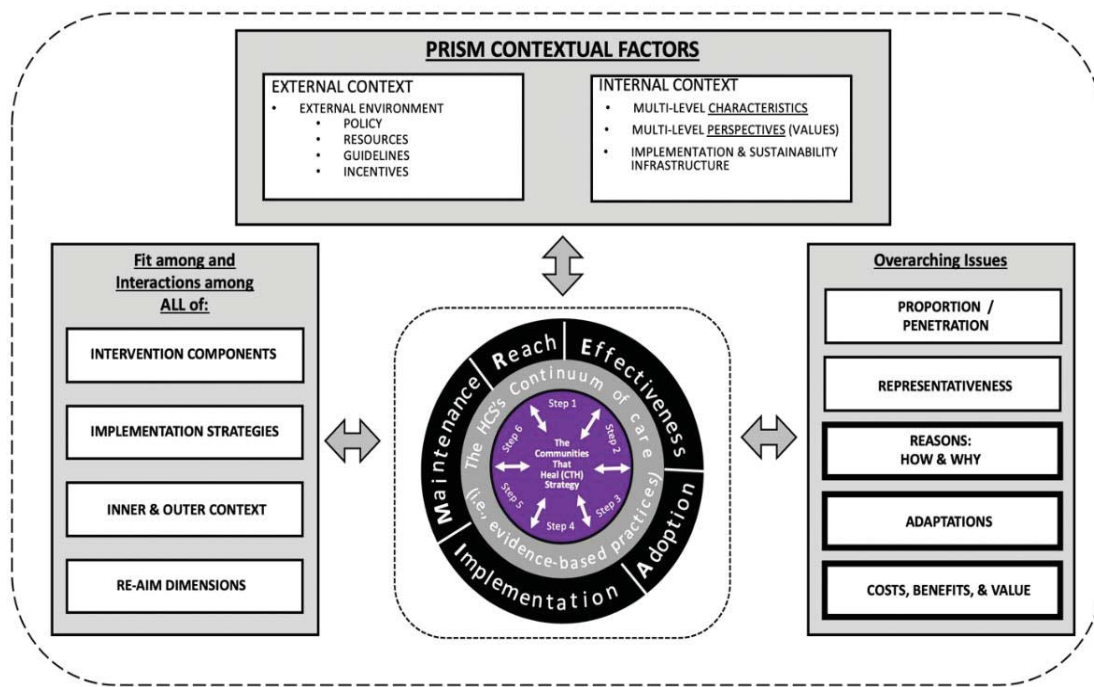 PRISM CONTEXTUAL FACTORS
EXTERNAL CONTEXT
• EXTERNAL ENVIRONMENT
• POLICY
• RESOURCES
• GUIDELINES
• INCENTIVES
INTERNAL CONTEXT
• MULTI-LEVEL CHARACTERISTICS
• MULTI-LEVEL PERSPECTIVES (VALUES)
• IMPLEMENTATION & SUSTAINABILITY
INFRASTRUCTURE
Fit among and
Interactions among
ALL of:
INTERVENTION COMPONENTS
IMPLEMENTATION STRATEGIES
INNER & OUTER CONTEXT
RE-AIM DIMENSIONS
Reach
Effectiveness
Adoption
Implementation
Maintenance
The HCS's Continuum of care
(i.e., evidence-based practices)
Step 1
Step 2
Step 3
Step 4
Step 5
Step 6
The
Communities
That
Heal (CTH)
Strategy
Overarching Issues
PROPORTION /
PENETRATION
REPRESENTATIVENESS
REASONS:
HOW & WHY
ADAPTATIONS
COSTS, BENEFITS, & VALUE